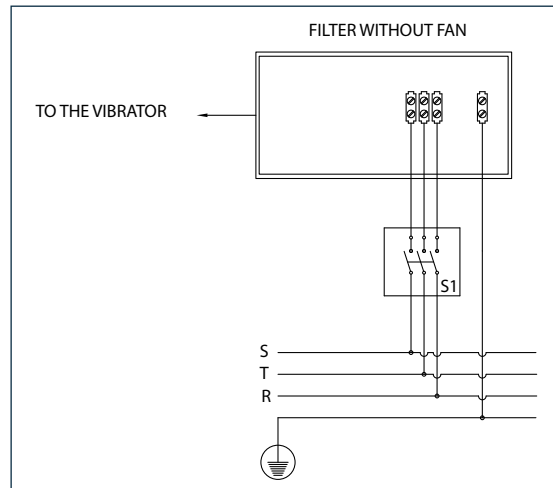 FILTER WITHOUT FAN
TO THE VIBRATOR
S1
S
T
R